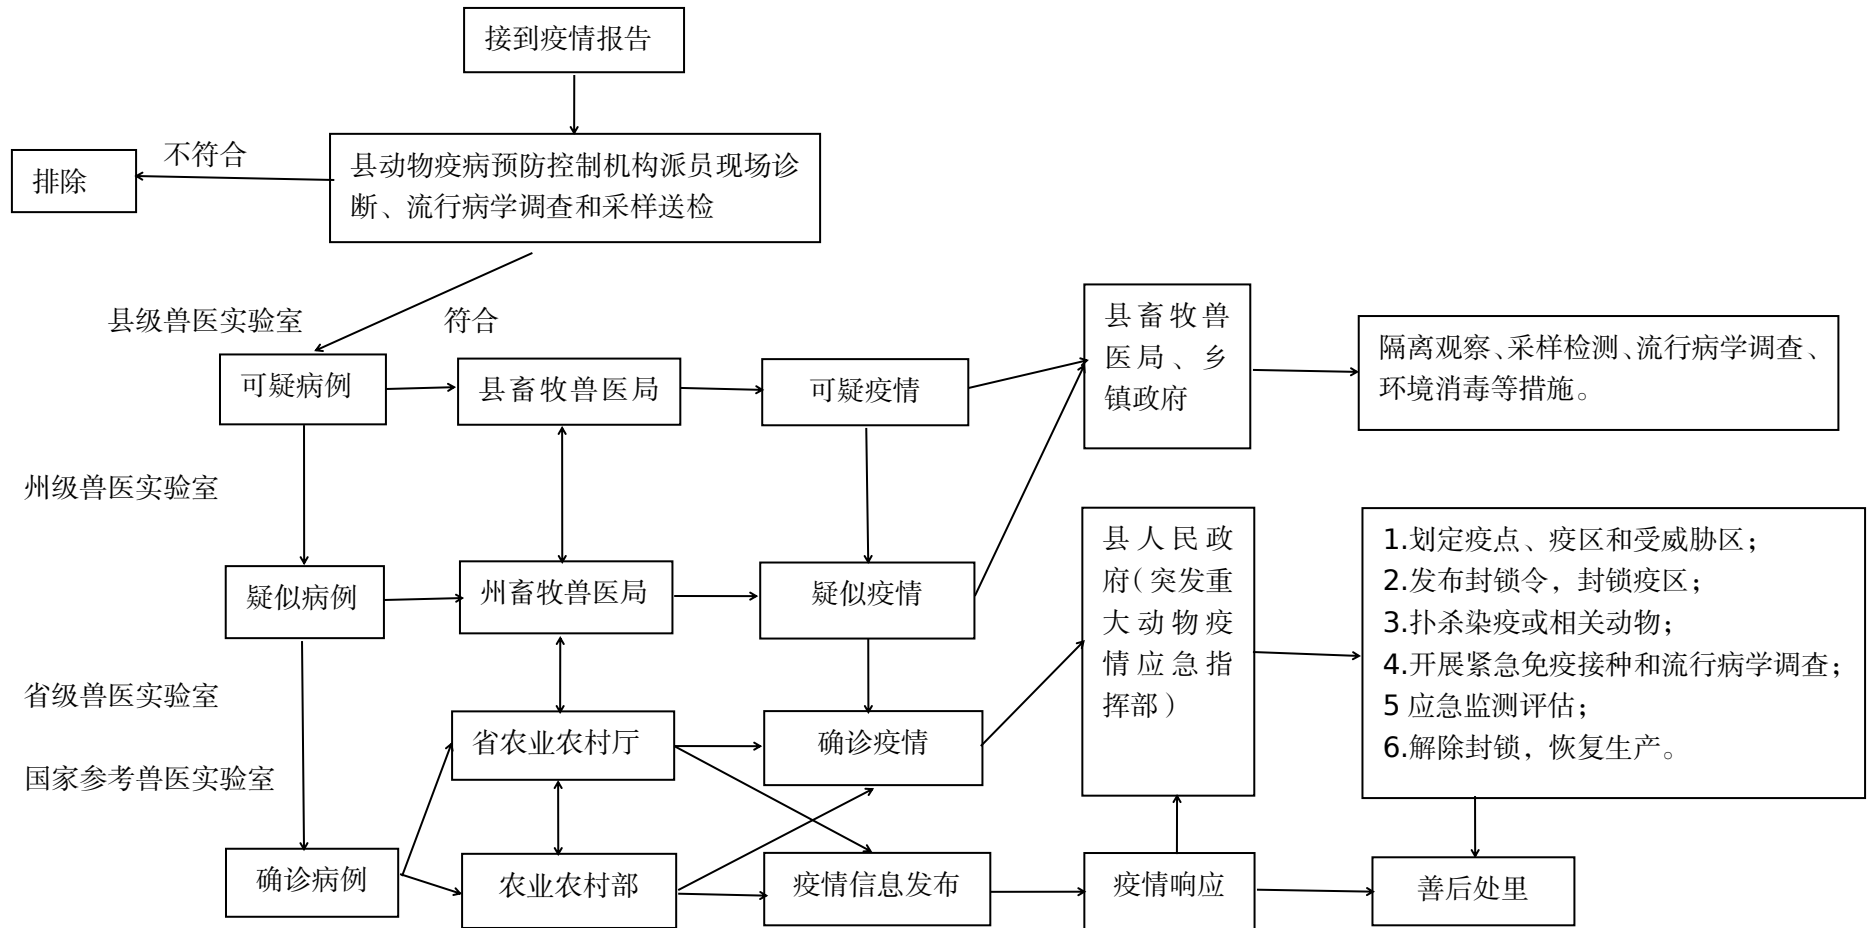 接到疫情报告
不符合
排除
县动物疫病预防控制机构派员现场诊
断、流行病学调查和采样送检
县级兽医实验室
符合
可疑病例
县畜牧兽医局
可疑疫情
县畜牧兽
医局、乡
镇政府
隔离观察、采样检测、流行病学调查、
环境消毒等措施。
州级兽医实验室
疑似病例
州畜牧兽医局
疑似疫情
县人民政
府（突发重
大动物疫
情应急指
挥部）
1.划定疫点、疫区和受威胁区；
2.发布封锁令，封锁疫区；
3.扑杀染疫或相关动物；
4.开展紧急免疫接种和流行病学调查；
5 应急监测评估；
6.解除封锁，恢复生产。
省级兽医实验室
国家参考兽医实验室
省农业农村厅
确诊疫情
确诊病例
农业农村部
疫情信息发布
疫情响应
善后处里